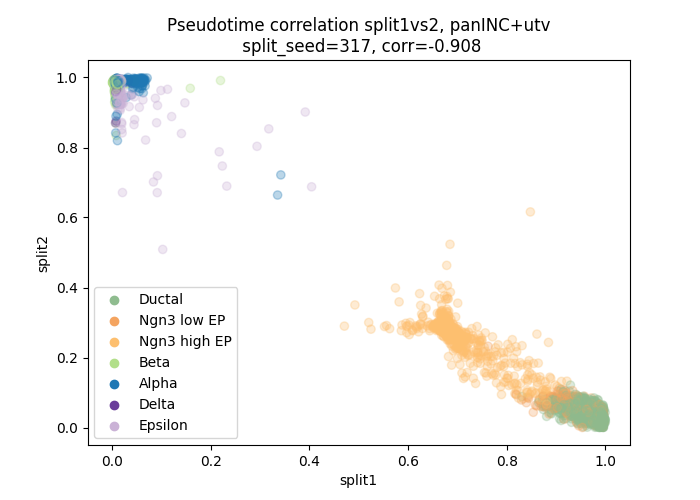 Pseudotime correlation split1vs2, panINC+utv
split_seed=317, corr=-0.908
1.0
0.8
0.6
0.4
0.2
0.0
split2
Ductal
Ngn3 low EP
Ngn3 high EP
Beta
Alpha
Delta
Epsilon
0.0 0.2 0.4 0.6 0.8 1.0
split1